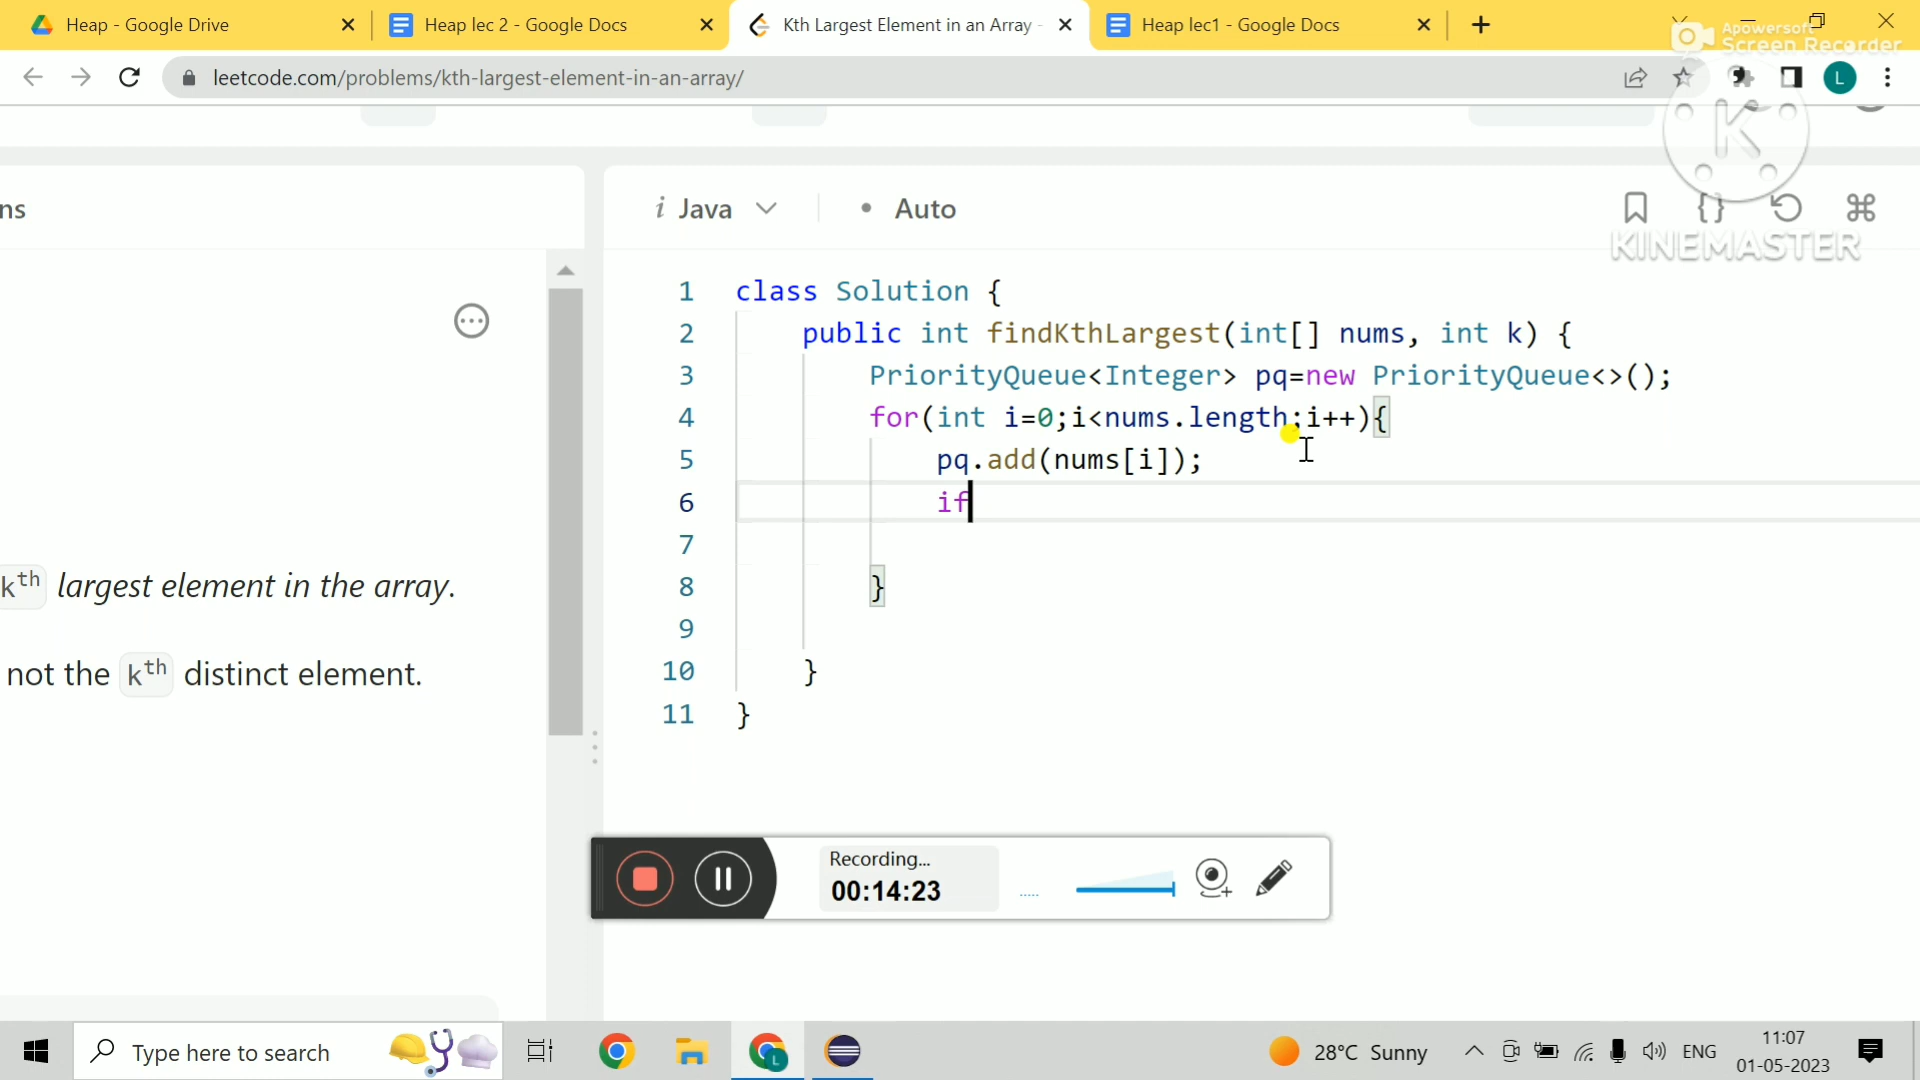 Heap - Google Drive
Heap lec 2 - Google Docs
Kth Largest Element in an Array -
Heap lec1 - Google Docs
Apowersoft
Screen Recorder
leetcode.com/problems/kth-largest-element-in-an-array/
L
K
KINEMASTER
ns
i Java
• Auto
kth largest element in the array.
not the kth distinct element.
1 class Solution {
2 public int findKthLargest(int[] nums, int k) {
3 PriorityQueue<Integer> pq=new PriorityQueue<>();
4 for(int i=0;i<nums.length;i++){
5 pq.add(nums[i]);
6 if
7
8 }
9
10 }
11 }
Recording...
00:14:23
Type here to search
L
28°C Sunny
ENG
11:07
01-05-2023